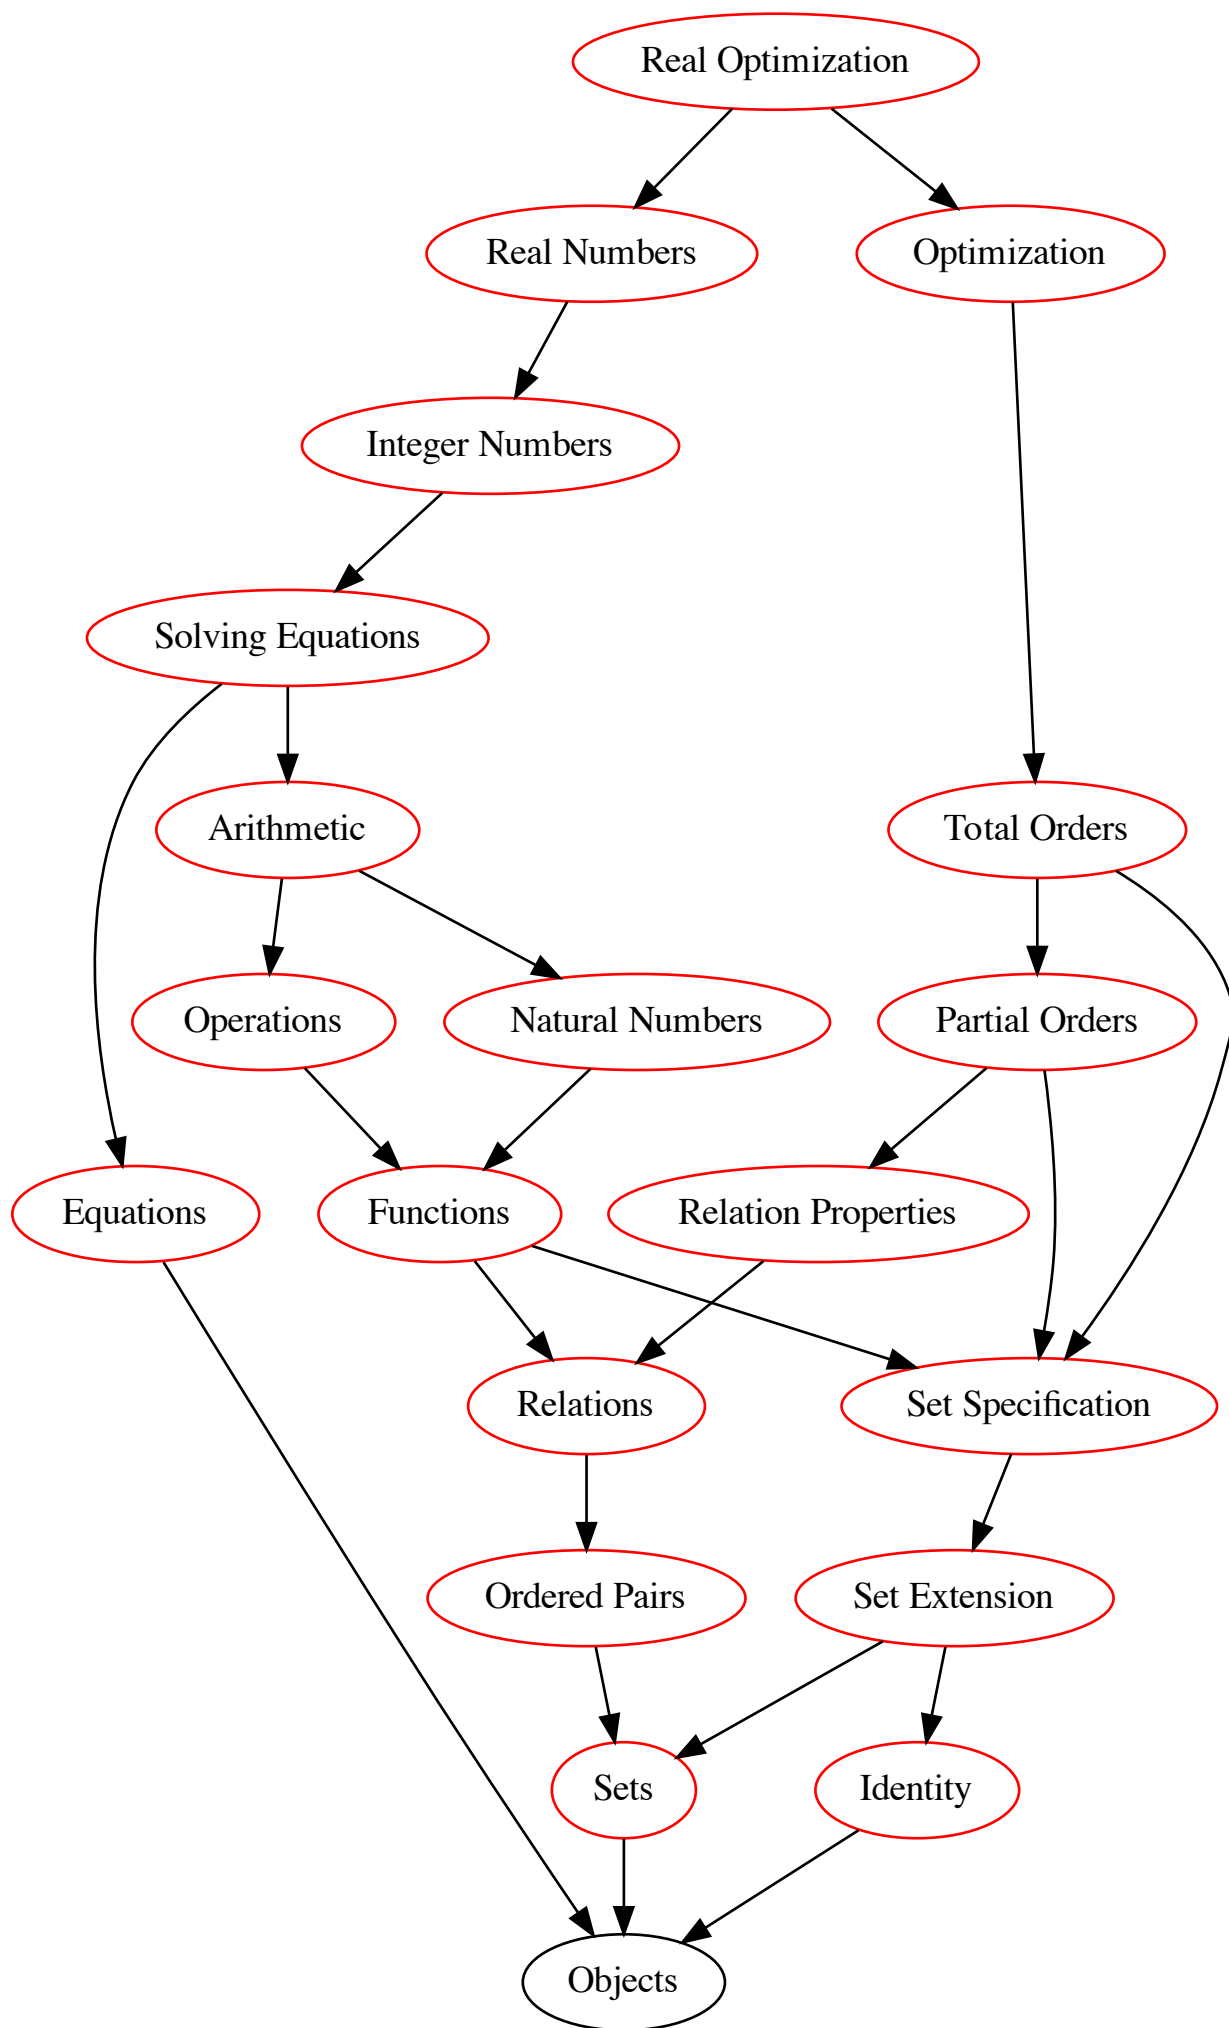 Real Optimization
Real Numbers
Optimization
Integer Numbers
Solving Equations
Arithmetic
Total Orders
Operations
Natural Numbers
Partial Orders
Equations
Functions
Relation Properties
Relations
Set Specification
Ordered Pairs
Set Extension
Sets
Identity
Objects